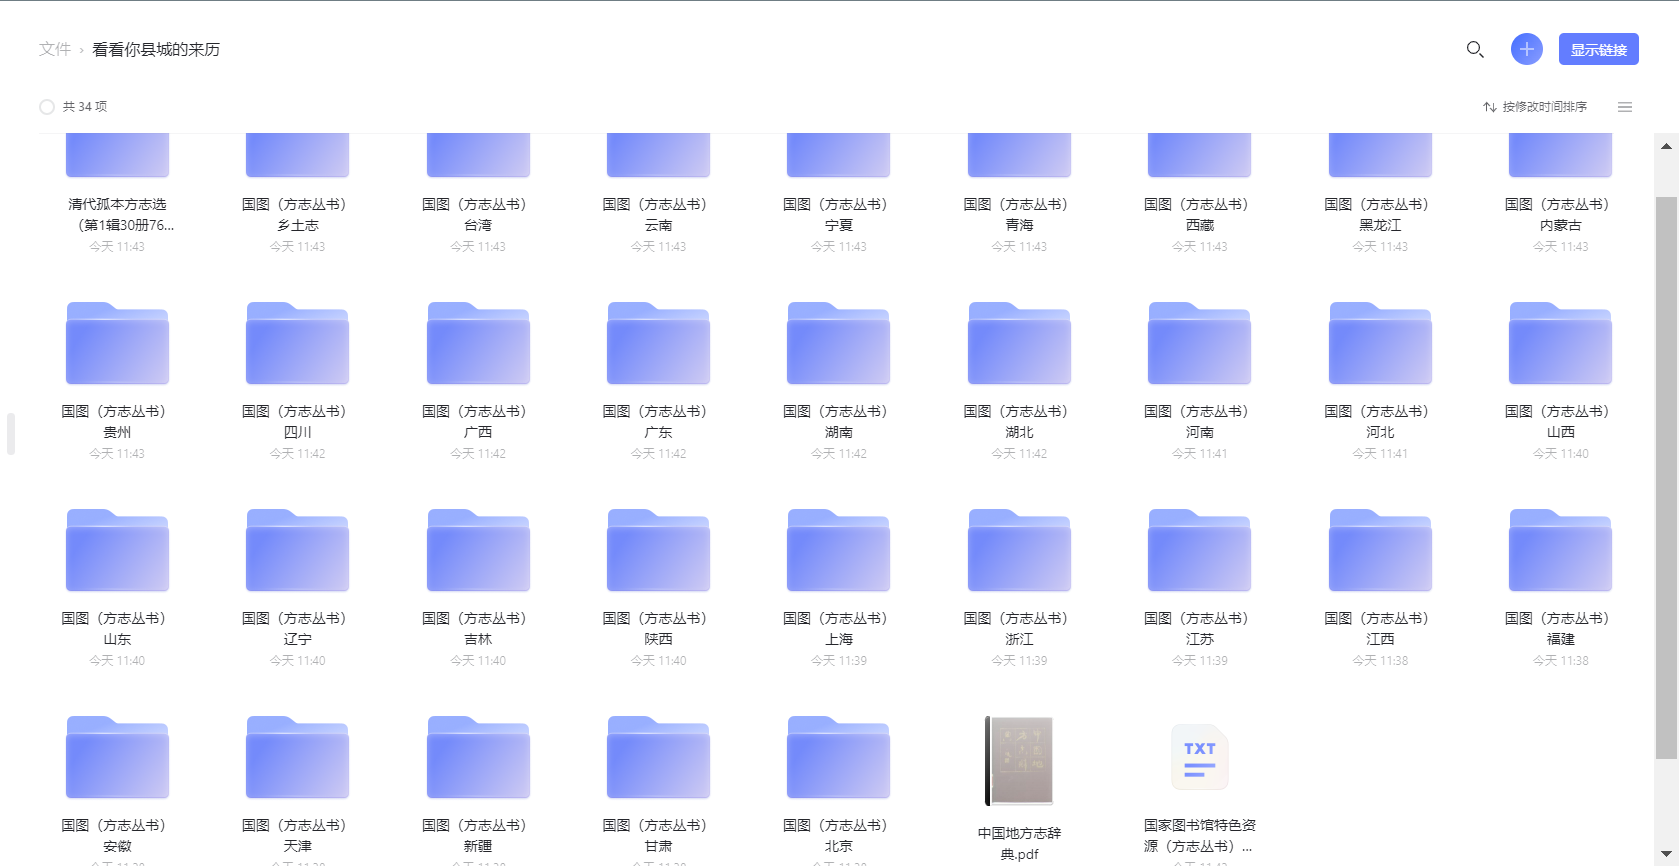 文件 › 看看你县城的来历
显示链接
共 34 项
按修改时间排序
清代孤本方志选
（第1辑30册76...
今天 11:43
国图（方志丛书）
乡土志
今天 11:43
国图（方志丛书）
台湾
今天 11:43
国图（方志丛书）
云南
今天 11:43
国图（方志丛书）
宁夏
今天 11:43
国图（方志丛书）
青海
今天 11:43
国图（方志丛书）
西藏
今天 11:43
国图（方志丛书）
黑龙江
今天 11:43
国图（方志丛书）
内蒙古
今天 11:43
国图（方志丛书）
贵州
今天 11:43
国图（方志丛书）
四川
今天 11:42
国图（方志丛书）
广西
今天 11:42
国图（方志丛书）
广东
今天 11:42
国图（方志丛书）
湖南
今天 11:42
国图（方志丛书）
湖北
今天 11:42
国图（方志丛书）
河南
今天 11:41
国图（方志丛书）
河北
今天 11:41
国图（方志丛书）
山西
今天 11:40
国图（方志丛书）
山东
今天 11:40
国图（方志丛书）
辽宁
今天 11:40
国图（方志丛书）
吉林
今天 11:40
国图（方志丛书）
陕西
今天 11:40
国图（方志丛书）
上海
今天 11:39
国图（方志丛书）
浙江
今天 11:39
国图（方志丛书）
江苏
今天 11:39
国图（方志丛书）
江西
今天 11:38
国图（方志丛书）
福建
今天 11:38
国图（方志丛书）
安徽
国图（方志丛书）
天津
国图（方志丛书）
新疆
国图（方志丛书）
甘肃
国图（方志丛书）
北京
中国地方志辞
典.pdf
TXT
国家图书馆特色资
源（方志丛书）...